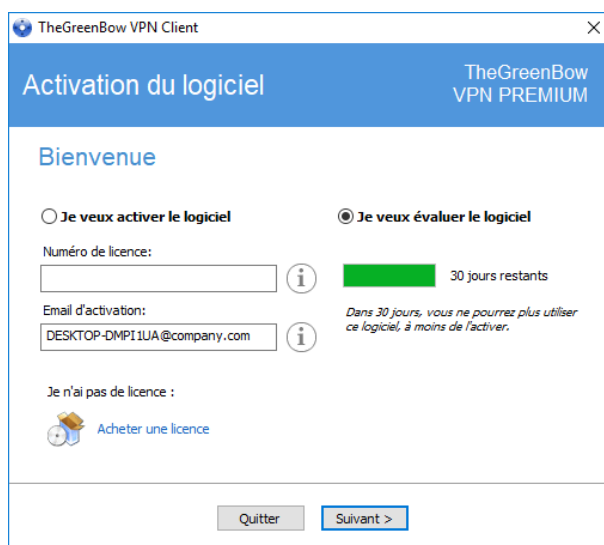 TheGreenBow VPN Client
Activation du logiciel
TheGreenBow
VPN PREMIUM
Bienvenue
Je veux activer le logiciel
Je veux évaluer le logiciel
Numéro de licence:
30 jours restants
Email d'activation:
Dans 30 jours, vous ne pourrez plus utiliser
ce logiciel, à moins de l'activer.
DESKTOP-DMPI1UA@company.com
Je n'ai pas de licence :
Acheter une licence
Quitter
Suivant >